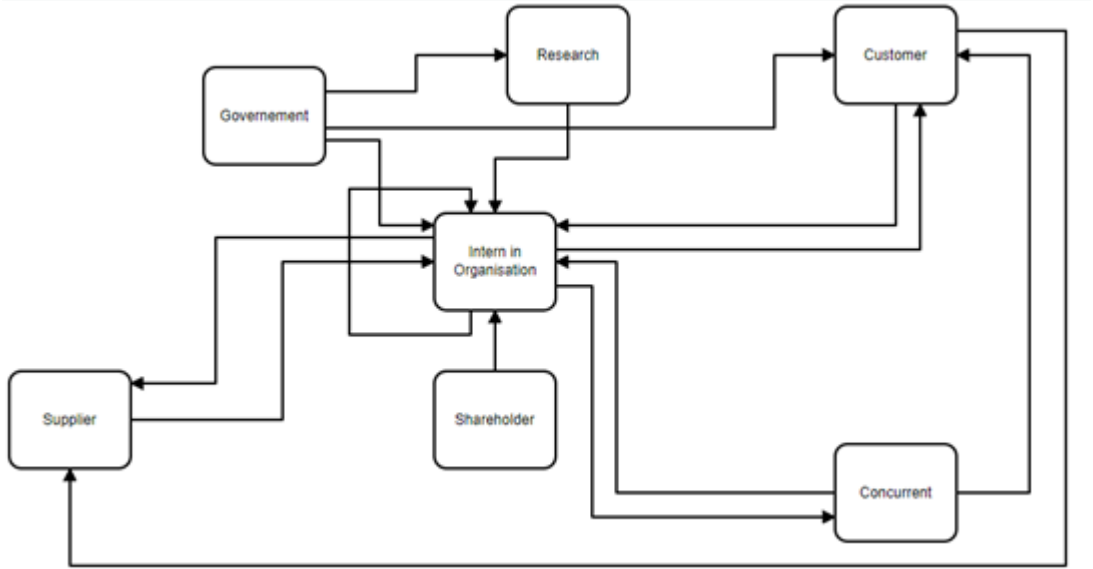 Research
Customer
Governement
Intern in
Organisation
Supplier
Shareholder
Concurrent